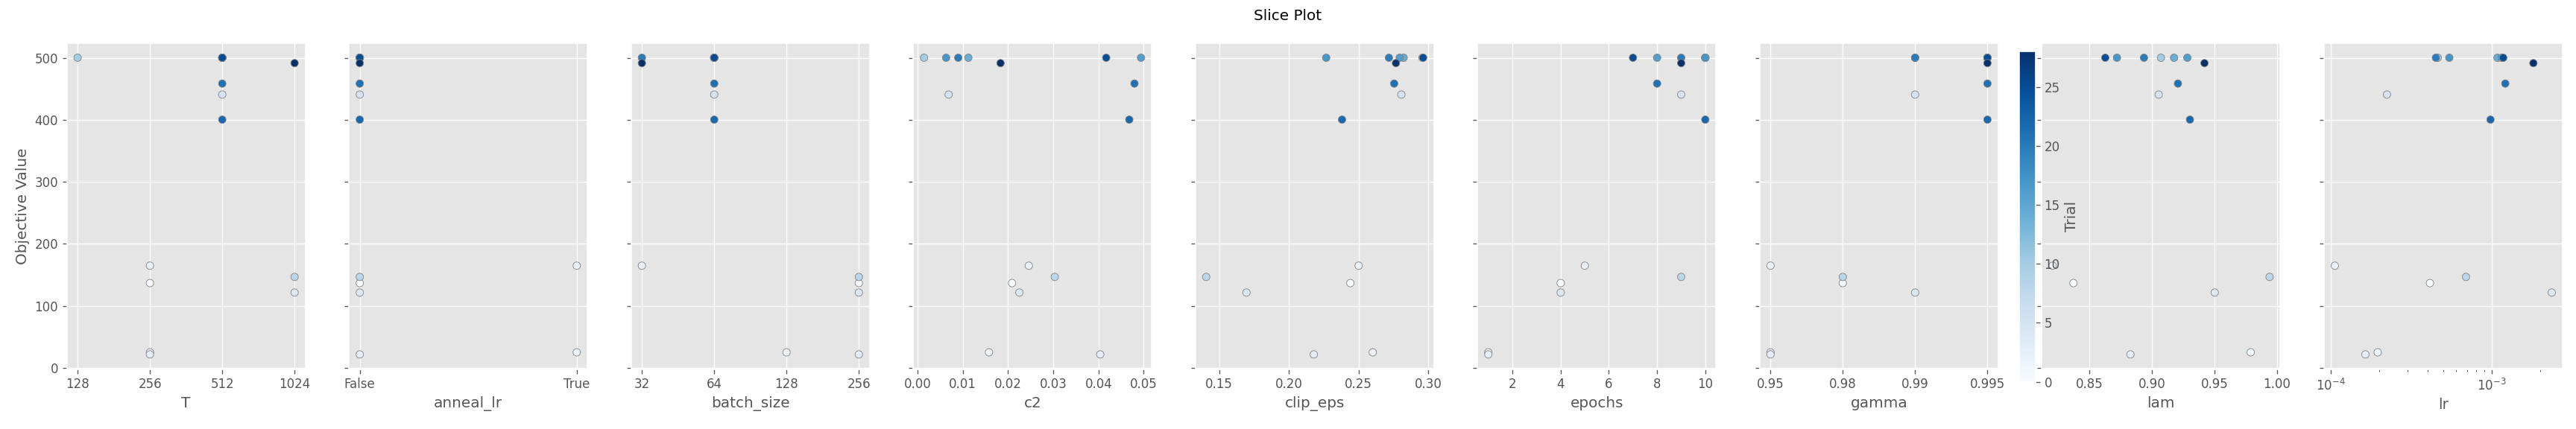 Slice Plot
Objective Value
500
400
300
200
100
0
128 256 512 1024
T
False True
anneal_lr
32 64 128 256
batch_size
0.00 0.01 0.02 0.03 0.04 0.05
c2
0.15 0.20 0.25 0.30
clip_eps
2 4 6 8 10
epochs
0.95 0.98 0.99 0.995
gamma
25
20
15
10
5
0
Trial
0.85 0.90 0.95 1.00
lam
10⁻⁴ 10⁻³
lr